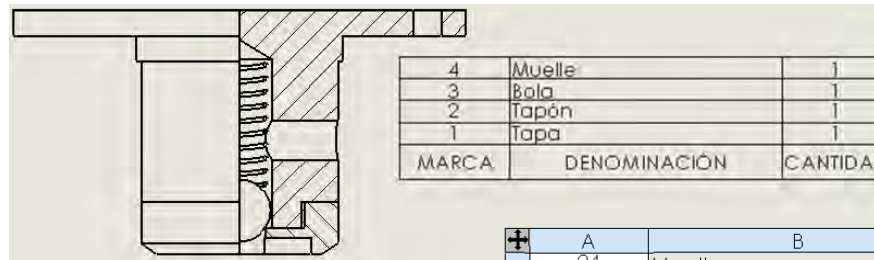 4 Muelle 1
3 Bola 1
2 Tapón 1
1 Tapa 1
MARCA DENOMINACIÓN CANTIDA
A B